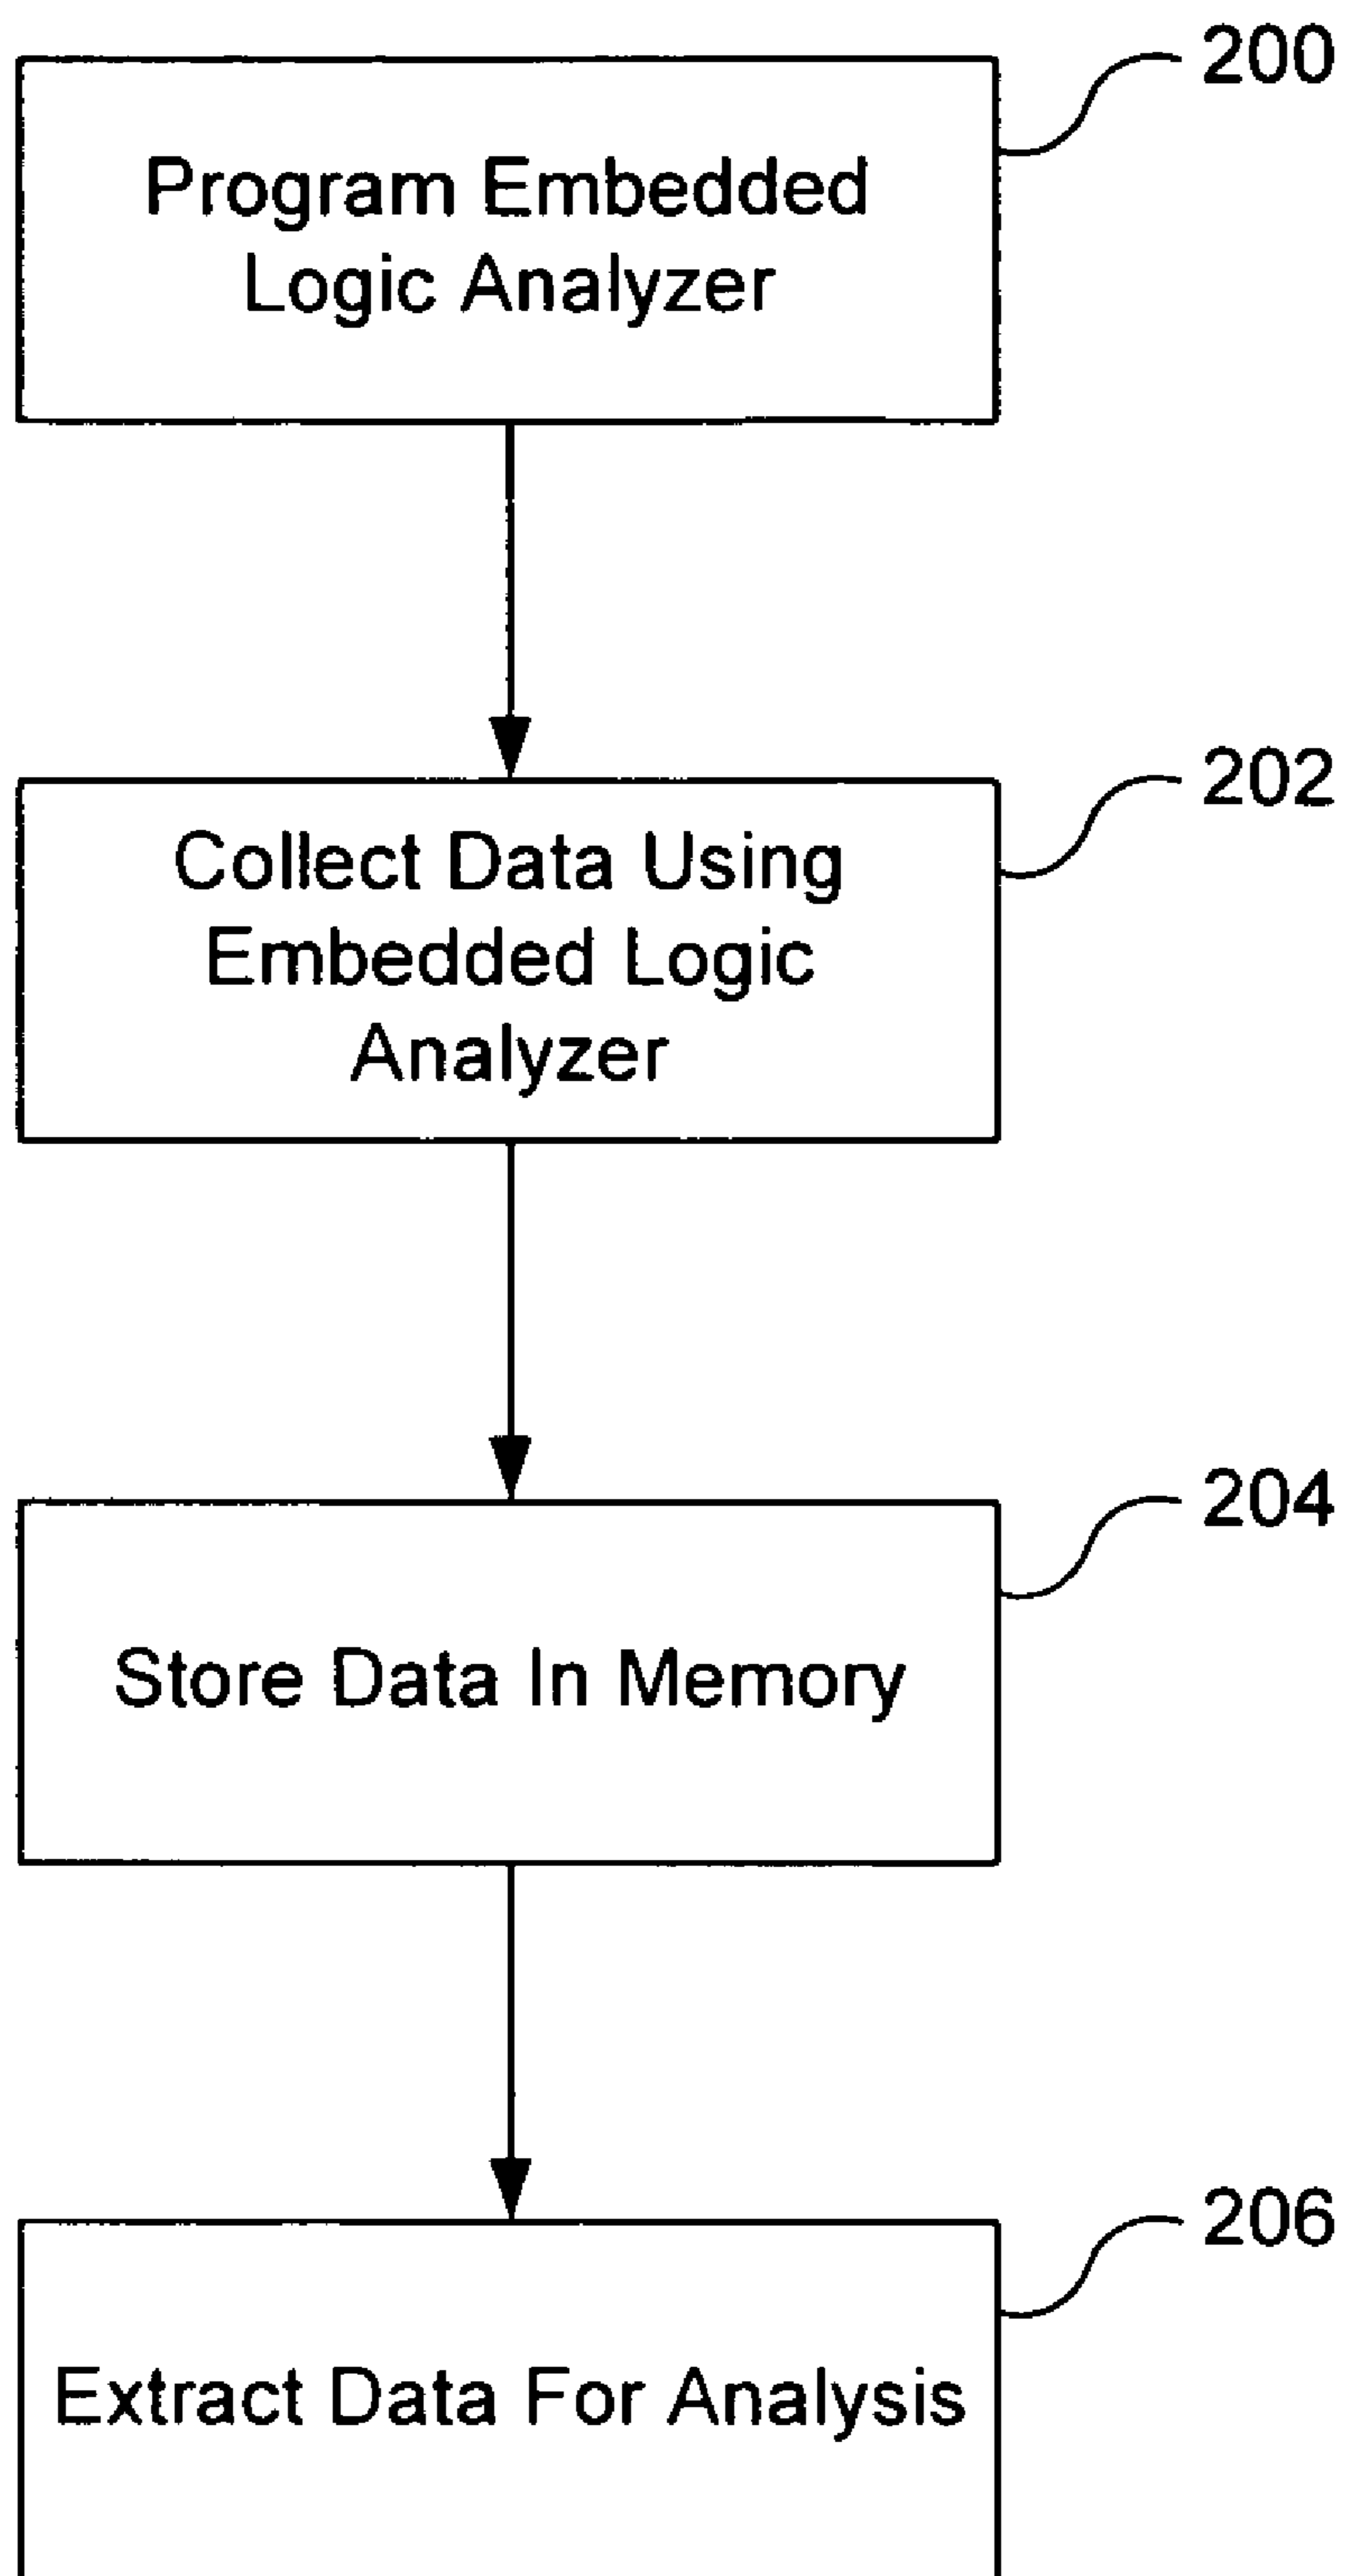 200
Program Embedded
Logic Analyzer
202
Collect Data Using
Embedded Logic
Analyzer
204
Store Data In Memory
206
Extract Data For Analysis